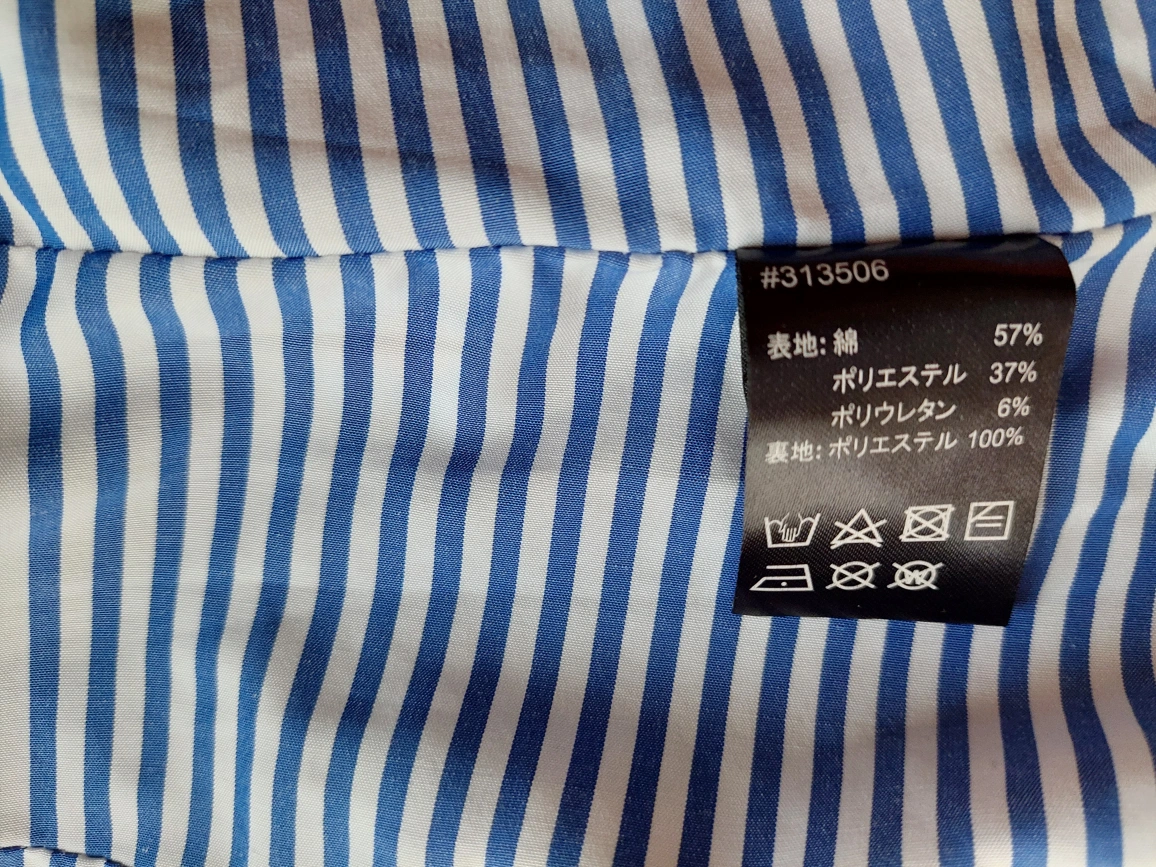 #313506
表地: 綿 57%
ポリエステル 37%
ポリウレタン 6%
裏地: ポリエステル 100%